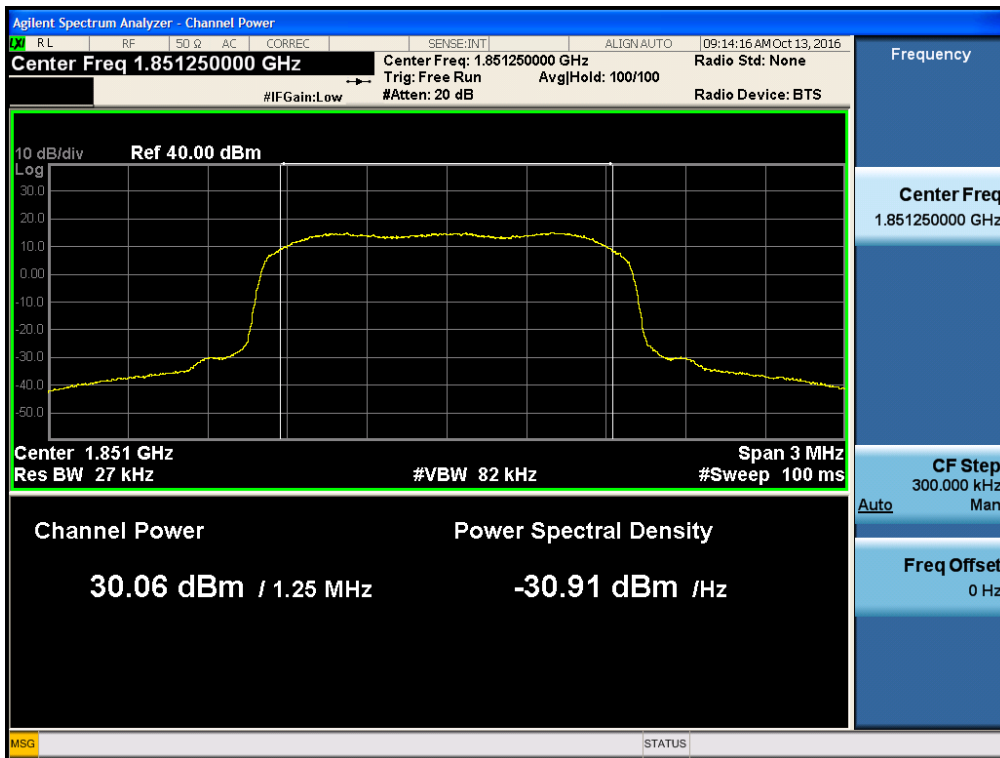 Agilent Spectrum Analyzer - Channel Power
LXI RL RF 50 Ω AC CORREC SENSE:INT ALIGN AUTO 09:14:16 AM Oct 13, 2016
Center Freq 1.851250000 GHz
Center Freq: 1.851250000 GHz
Radio Std: None
Trig: Free Run Avg|Hold: 100/100
#IFGain:Low
#Atten: 20 dB
Radio Device: BTS
10 dB/div Ref 40.00 dBm
Log
30.0
20.0
10.0
0.00
-10.0
-20.0
-30.0
-40.0
-50.0
Center 1.851 GHz Span 3 MHz
Res BW 27 kHz #VBW 82 kHz #Sweep 100 ms
Channel Power Power Spectral Density
30.06 dBm / 1.25 MHz -30.91 dBm /Hz
Frequency
Center Freq
1.851250000 GHz
CF Step
300.000 kHz
Auto Man
Freq Offset
0 Hz
MSG STATUS